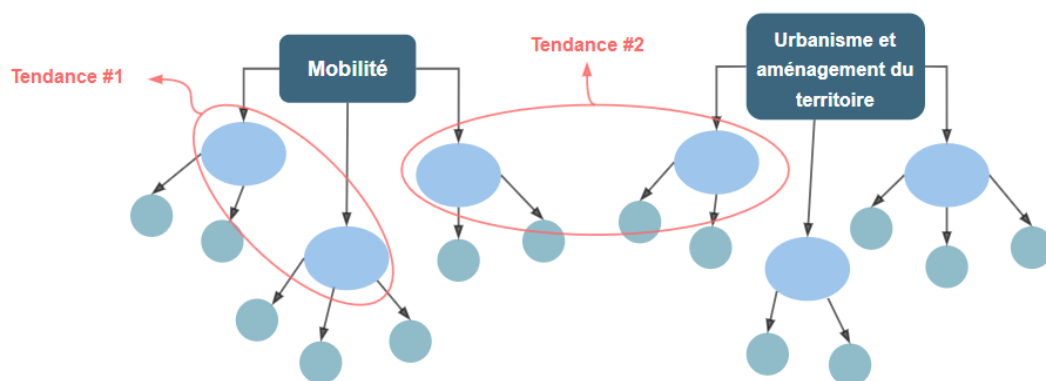 Tendance #1
Mobilité
Tendance #2
Urbanisme et
aménagement du
territoire